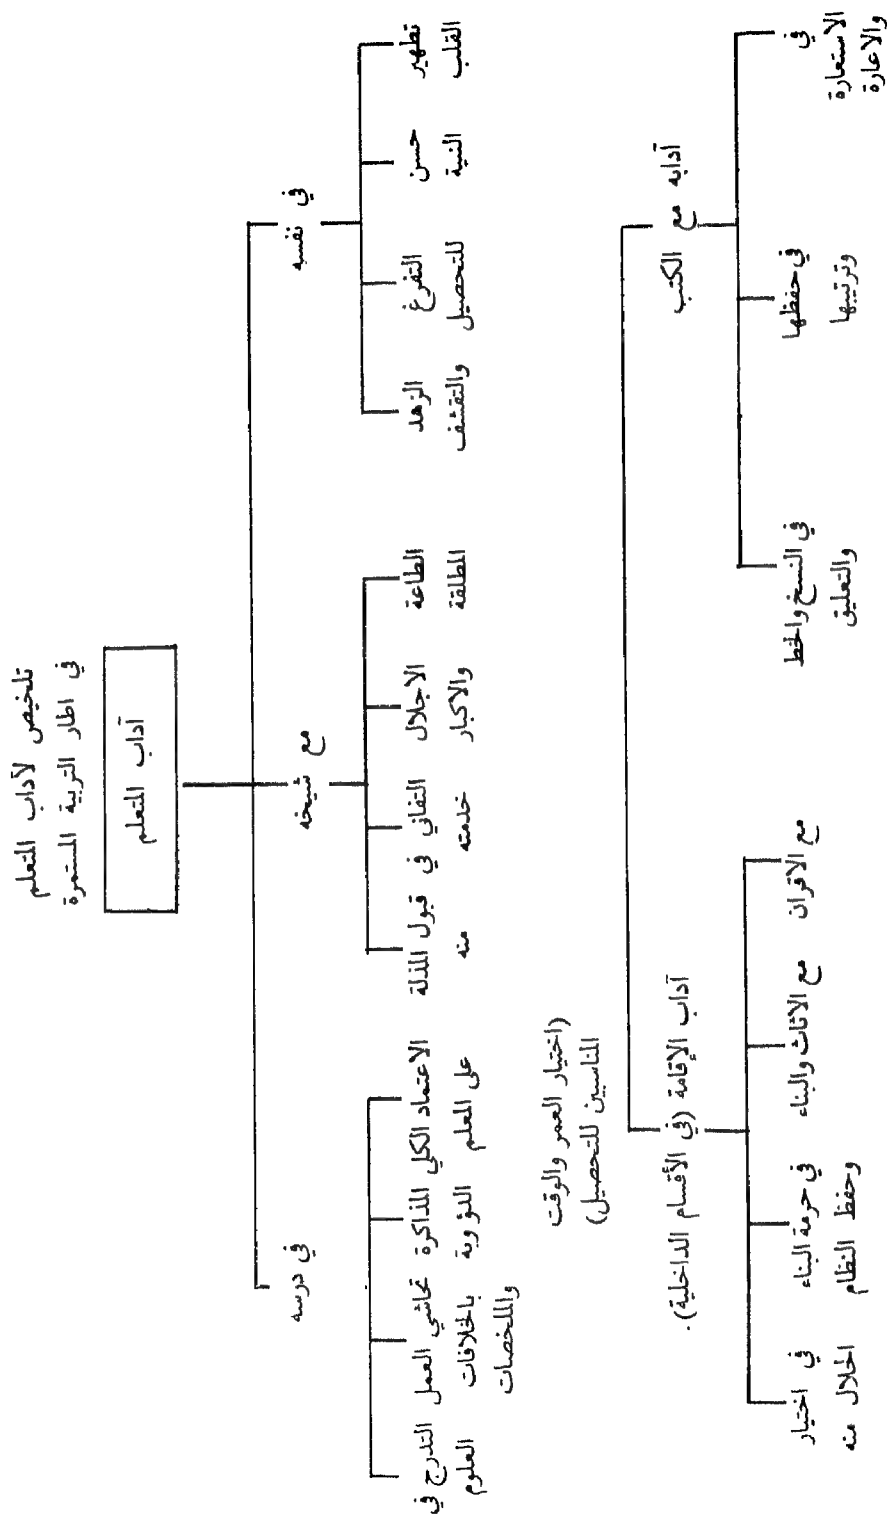 تلخيص لآداب المتعلم
في اطار التربية المستمرة
آداب المتعلم
في نفسه
تطهير
القلب
حسن
النية
التفرغ
للتحصيل
الزهد
والتقشف
مع شيخه
الطاعة
المطلقة
الاجلال
والاكبار
التفاني في
خدمته
قبول المذلة
منه
في درسه
الاعتماد الكلي
على المعلم
المذاكرة
الدؤوبة
تحاشي العمل
بالخلافات
والملخصات
التدرج في
العلوم
(اختيار العمر والوقت
المناسبين للتحصيل)
آدابه مع
الكتب
في
الاستعارة
والاعارة
في حفظها
وترتيبها
في النسخ والخط
والتعليق
آداب الإقامة (في الأقسام الداخلية).
مع الاقران
مع الاثاث والبناء
في حرمة البناء
وحفظ النظام
في اختيار
الحلال منه